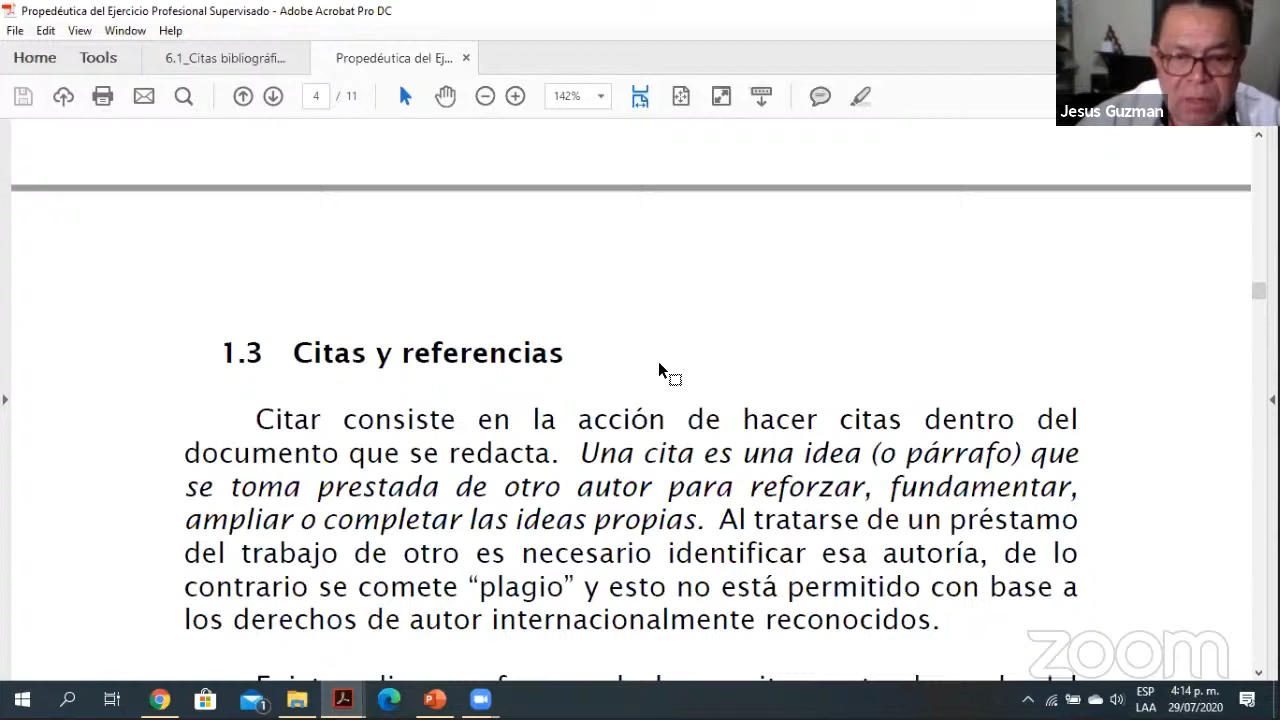 Propedéutica del Ejercicio Profesional Supervisado - Adobe Acrobat Pro DC
File Edit View Window Help
Home Tools 6.1_Citas bibliográfi... Propedéutica del Ej... ×
4 / 11 142%
Jesus Guzman
1.3 Citas y referencias
Citar consiste en la acción de hacer citas dentro del
documento que se redacta. Una cita es una idea (o párrafo) que
se toma prestada de otro autor para reforzar, fundamentar,
ampliar o completar las ideas propias. Al tratarse de un préstamo
del trabajo de otro es necesario identificar esa autoría, de lo
contrario se comete “plagio” y esto no está permitido con base a
los derechos de autor internacionalmente reconocidos.
zoom
1
ESP 4:14 p. m.
LAA 29/07/2020